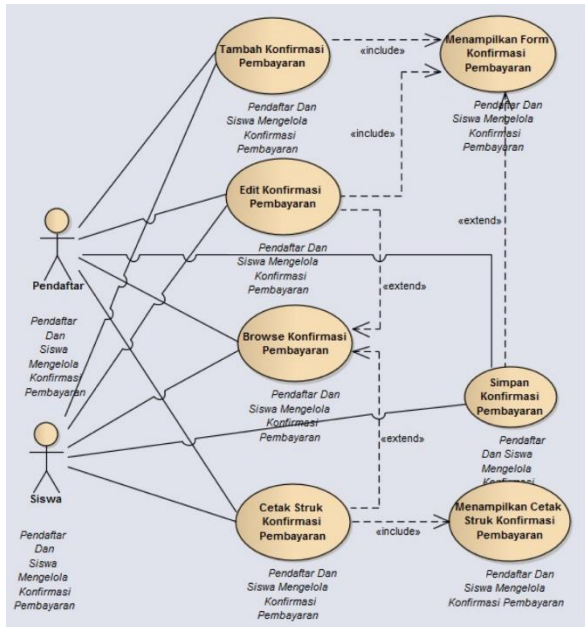 Tambah Konfirmasi
Pembayaran
Pendaftar Dan
Siswa Mengelola
Konfirmasi
Pembayaran
«include»
Menampilkan Form
Konfirmasi
Pembayaran
Pendaftar Dan
Siswa Mengelola
Konfirmasi
Pembayaran
«include»
Edit Konfirmasi
Pembayaran
Pendaftar Dan
Siswa Mengelola
Konfirmasi
Pembayaran
«extend»
«extend»
Pendaftar
Pendaftar
Dan
Siswa
Mengelola
Konfirmasi
Pembayaran
Browse Konfirmasi
Pembayaran
Pendaftar Dan
Siswa Mengelola
Konfirmasi
Pembayaran
«extend»
Simpan
Konfirmasi
Pembayaran
Pendaftar
Dan Siswa
Mengelola
Konfirmasi
Siswa
Pendaftar
Dan
Siswa
Mengelola
Konfirmasi
Pembayaran
Cetak Struk
Konfirmasi
Pembayaran
Pendaftar Dan
Siswa Mengelola
Konfirmasi
Pembayaran
«include»
Menampilkan Cetak
Struk Konfirmasi
Pembayaran
Pendaftar Dan
Siswa Mengelola
Konfirmasi Pembayaran